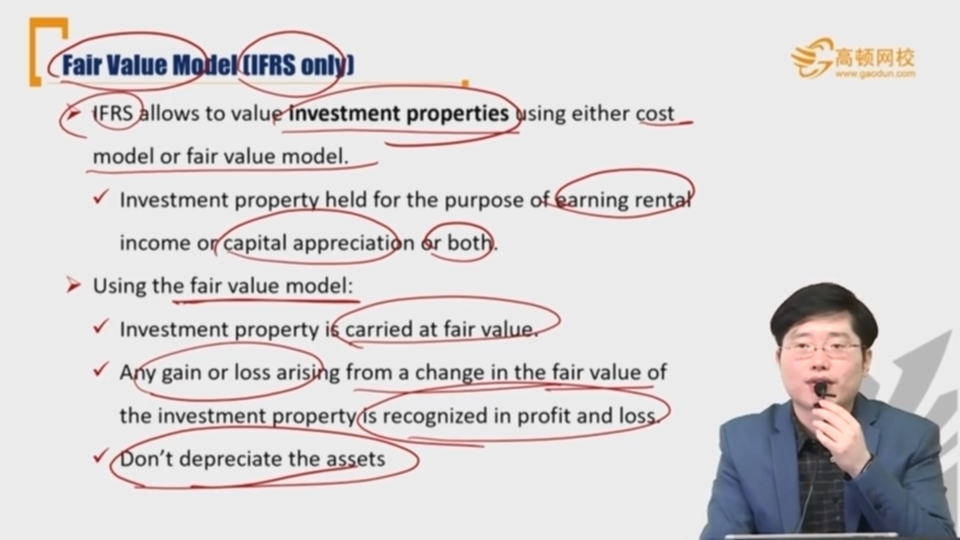 Fair Value Model (IFRS only)
高顿网校
www.gaodun.com
IFRS allows to value investment properties using either cost
model or fair value model.
Investment property held for the purpose of earning rental
income or capital appreciation or both.
Using the fair value model:
Investment property is carried at fair value.
Any gain or loss arising from a change in the fair value of
the investment property is recognized in profit and loss.
Don't depreciate the assets